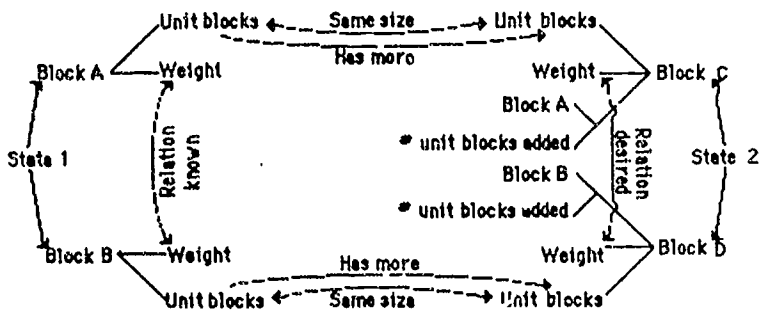 Unit blocks Same size Unit blocks
Has more
Block A Weight Weight Block C
Block A
# unit blocks added
State 1 Relation known Relation desired State 2
Block B
# unit blocks added
Block B Weight Weight Block D
Has more
Unit blocks Same size Unit blocks